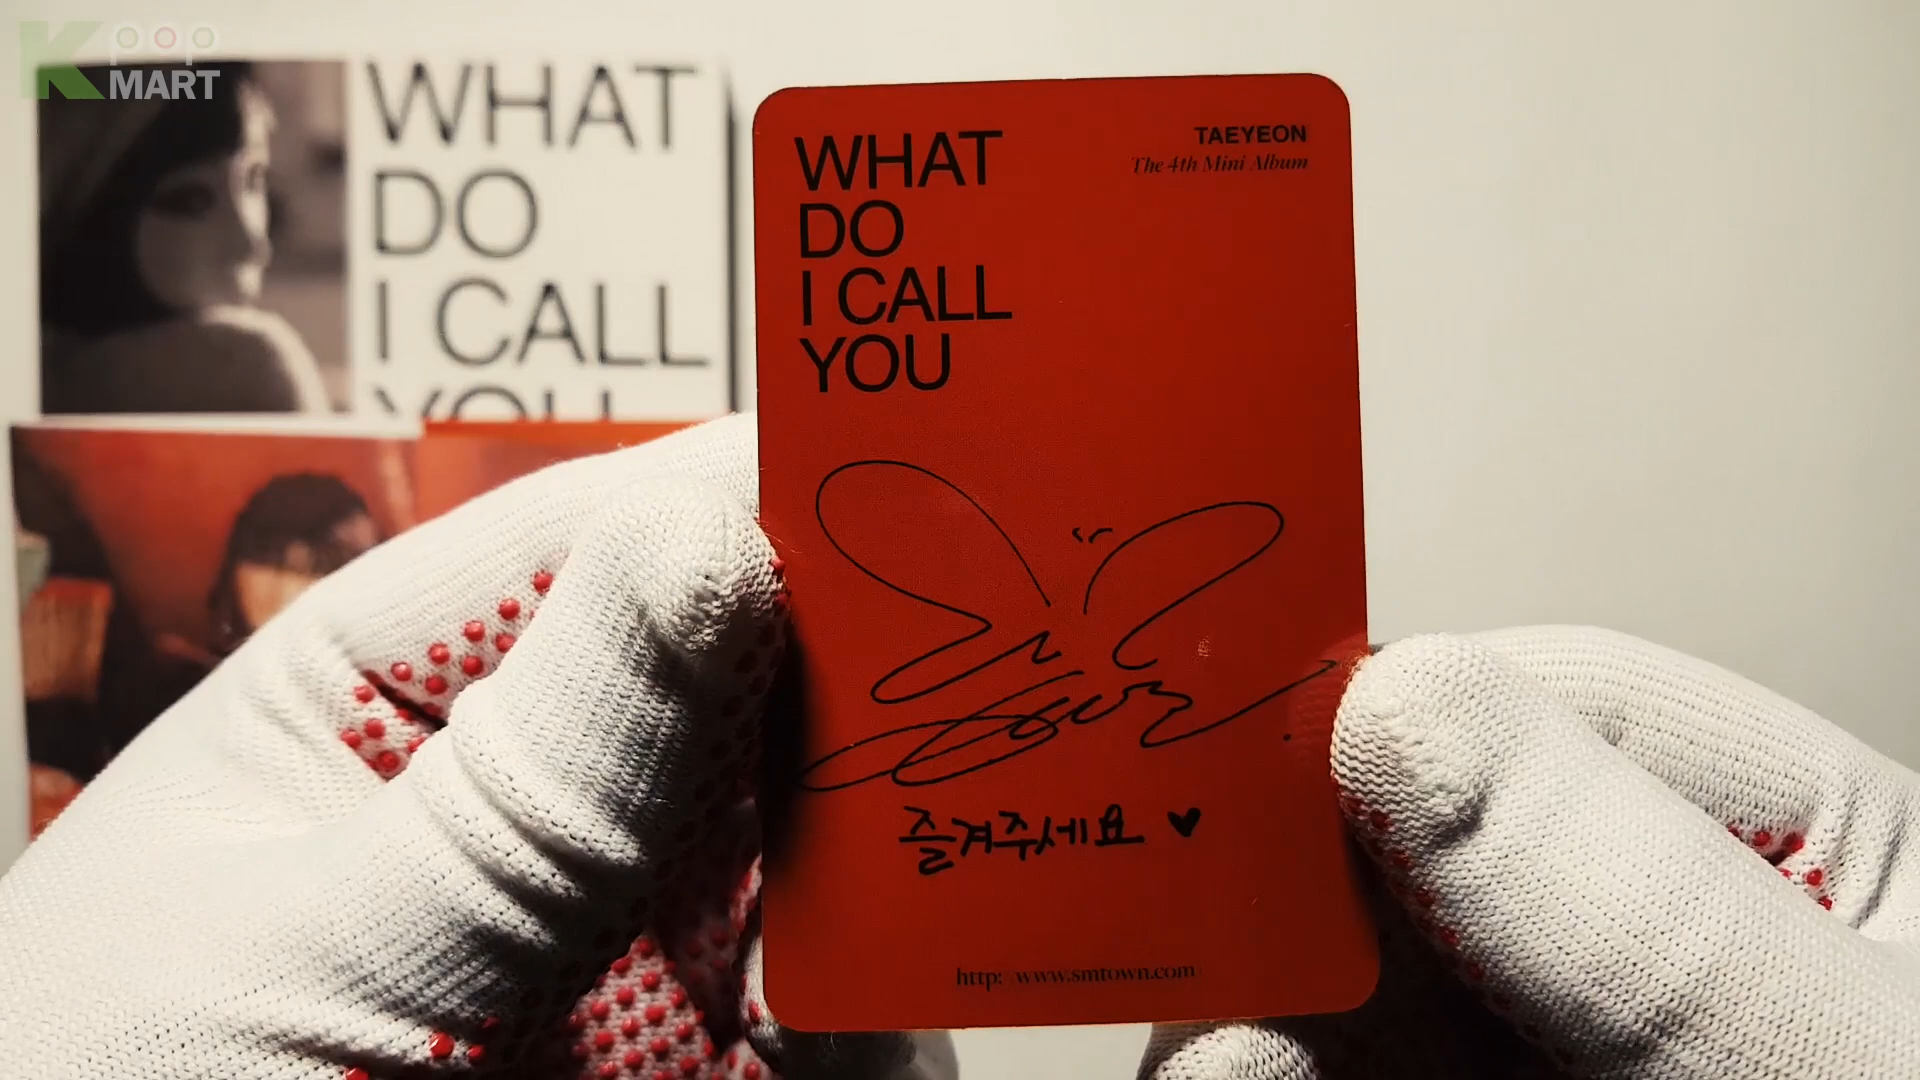 Kpop
MART
WHAT
DO
I CALL
YOU
WHAT
DO
I CALL
YOU
TAEYEON
The 4th Mini Album
즐겨주세요 ♥
http: www.smtown.com